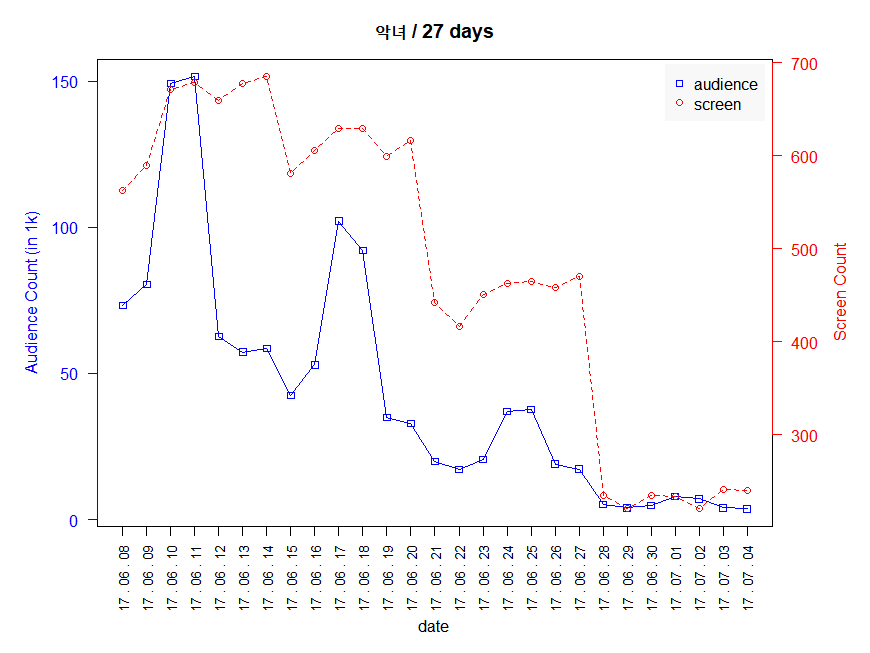 악녀 / 27 days
audience
screen
150
100
50
0
Audience Count (in 1k)
700
600
500
400
300
Screen Count
17 . 06 . 08
17 . 06 . 09
17 . 06 . 10
17 . 06 . 11
17 . 06 . 12
17 . 06 . 13
17 . 06 . 14
17 . 06 . 15
17 . 06 . 16
17 . 06 . 17
17 . 06 . 18
17 . 06 . 19
17 . 06 . 20
17 . 06 . 21
17 . 06 . 22
17 . 06 . 23
17 . 06 . 24
17 . 06 . 25
17 . 06 . 26
17 . 06 . 27
17 . 06 . 28
17 . 06 . 29
17 . 06 . 30
17 . 07 . 01
17 . 07 . 02
17 . 07 . 03
17 . 07 . 04
date